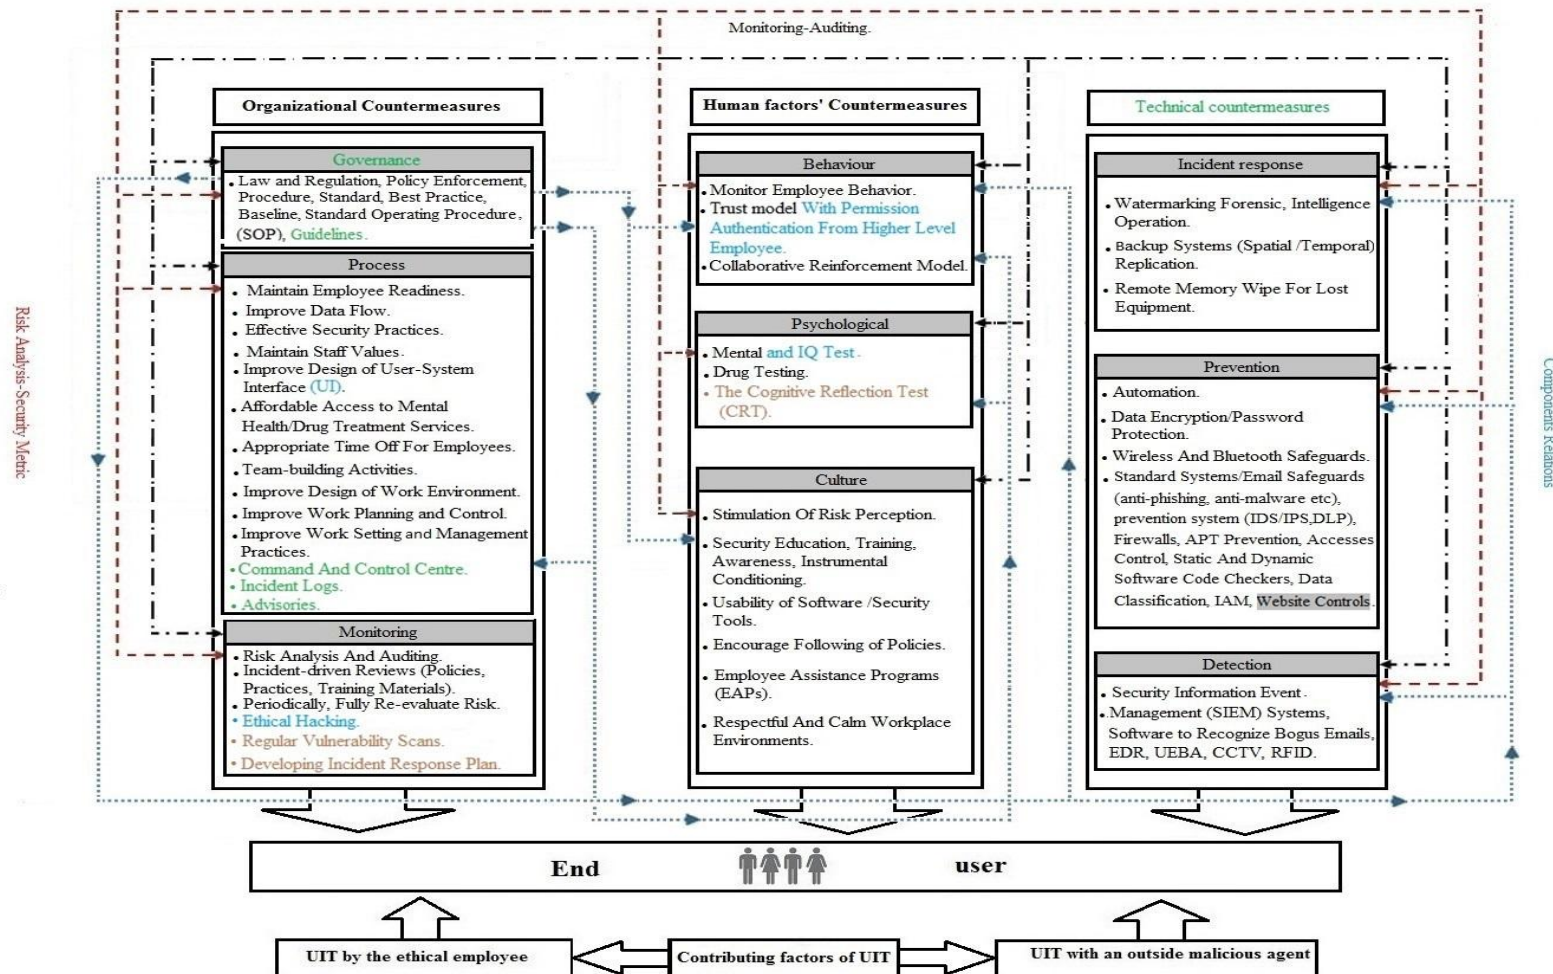 Monitoring-Auditing.
Risk Analysis-Security Metric
Organizational Countermeasures
Governance
• Law and Regulation, Policy Enforcement,
Procedure, Standard, Best Practice,
Baseline, Standard Operating Procedure,
(SOP), Guidelines.
Process
• Maintain Employee Readiness.
• Improve Data Flow.
• Effective Security Practices.
• Maintain Staff Values.
• Improve Design of User-System
Interface (UI).
• Affordable Access to Mental
Health/Drug Treatment Services.
• Appropriate Time Off For Employees.
• Team-building Activities.
• Improve Design of Work Environment.
• Improve Work Planning and Control.
• Improve Work Setting and Management
Practices.
• Command And Control Centre.
• Incident Logs.
• Advisories.
Monitoring
• Risk Analysis And Auditing.
• Incident-driven Reviews (Policies,
Practices, Training Materials).
• Periodically, Fully Re-evaluate Risk.
• Ethical Hacking.
• Regular Vulnerability Scans.
• Developing Incident Response Plan.
Human factors' Countermeasures
Behaviour
• Monitor Employee Behavior.
• Trust model With Permission
Authentication From Higher Level
Employee.
• Collaborative Reinforcement Model.
Psychological
• Mental and IQ Test.
• Drug Testing.
• The Cognitive Reflection Test
(CRT).
Culture
• Stimulation Of Risk Perception.
• Security Education, Training,
Awareness, Instrumental
Conditioning.
• Usability of Software /Security
Tools.
• Encourage Following of Policies.
• Employee Assistance Programs
(EAPs).
• Respectful And Calm Workplace
Environments.
Technical countermeasures
Incident response
• Watermarking Forensic, Intelligence
Operation.
• Backup Systems (Spatial /Temporal)
Replication.
• Remote Memory Wipe For Lost
Equipment.
Prevention
• Automation.
• Data Encryption/Password
Protection.
• Wireless And Bluetooth Safeguards.
• Standard Systems/Email Safeguards
(anti-phishing, anti-malware etc),
prevention system (IDS/IPS,DLP),
Firewalls, APT Prevention, Accesses
Control, Static And Dynamic
Software Code Checkers, Data
Classification, IAM, Website Controls.
Detection
• Security Information Event.
• Management (SIEM) Systems,
Software to Recognize Bogus Emails,
EDR, UEBA, CCTV, RFID.
Components Relations
End user
UIT by the ethical employee
Contributing factors of UIT
UIT with an outside malicious agent